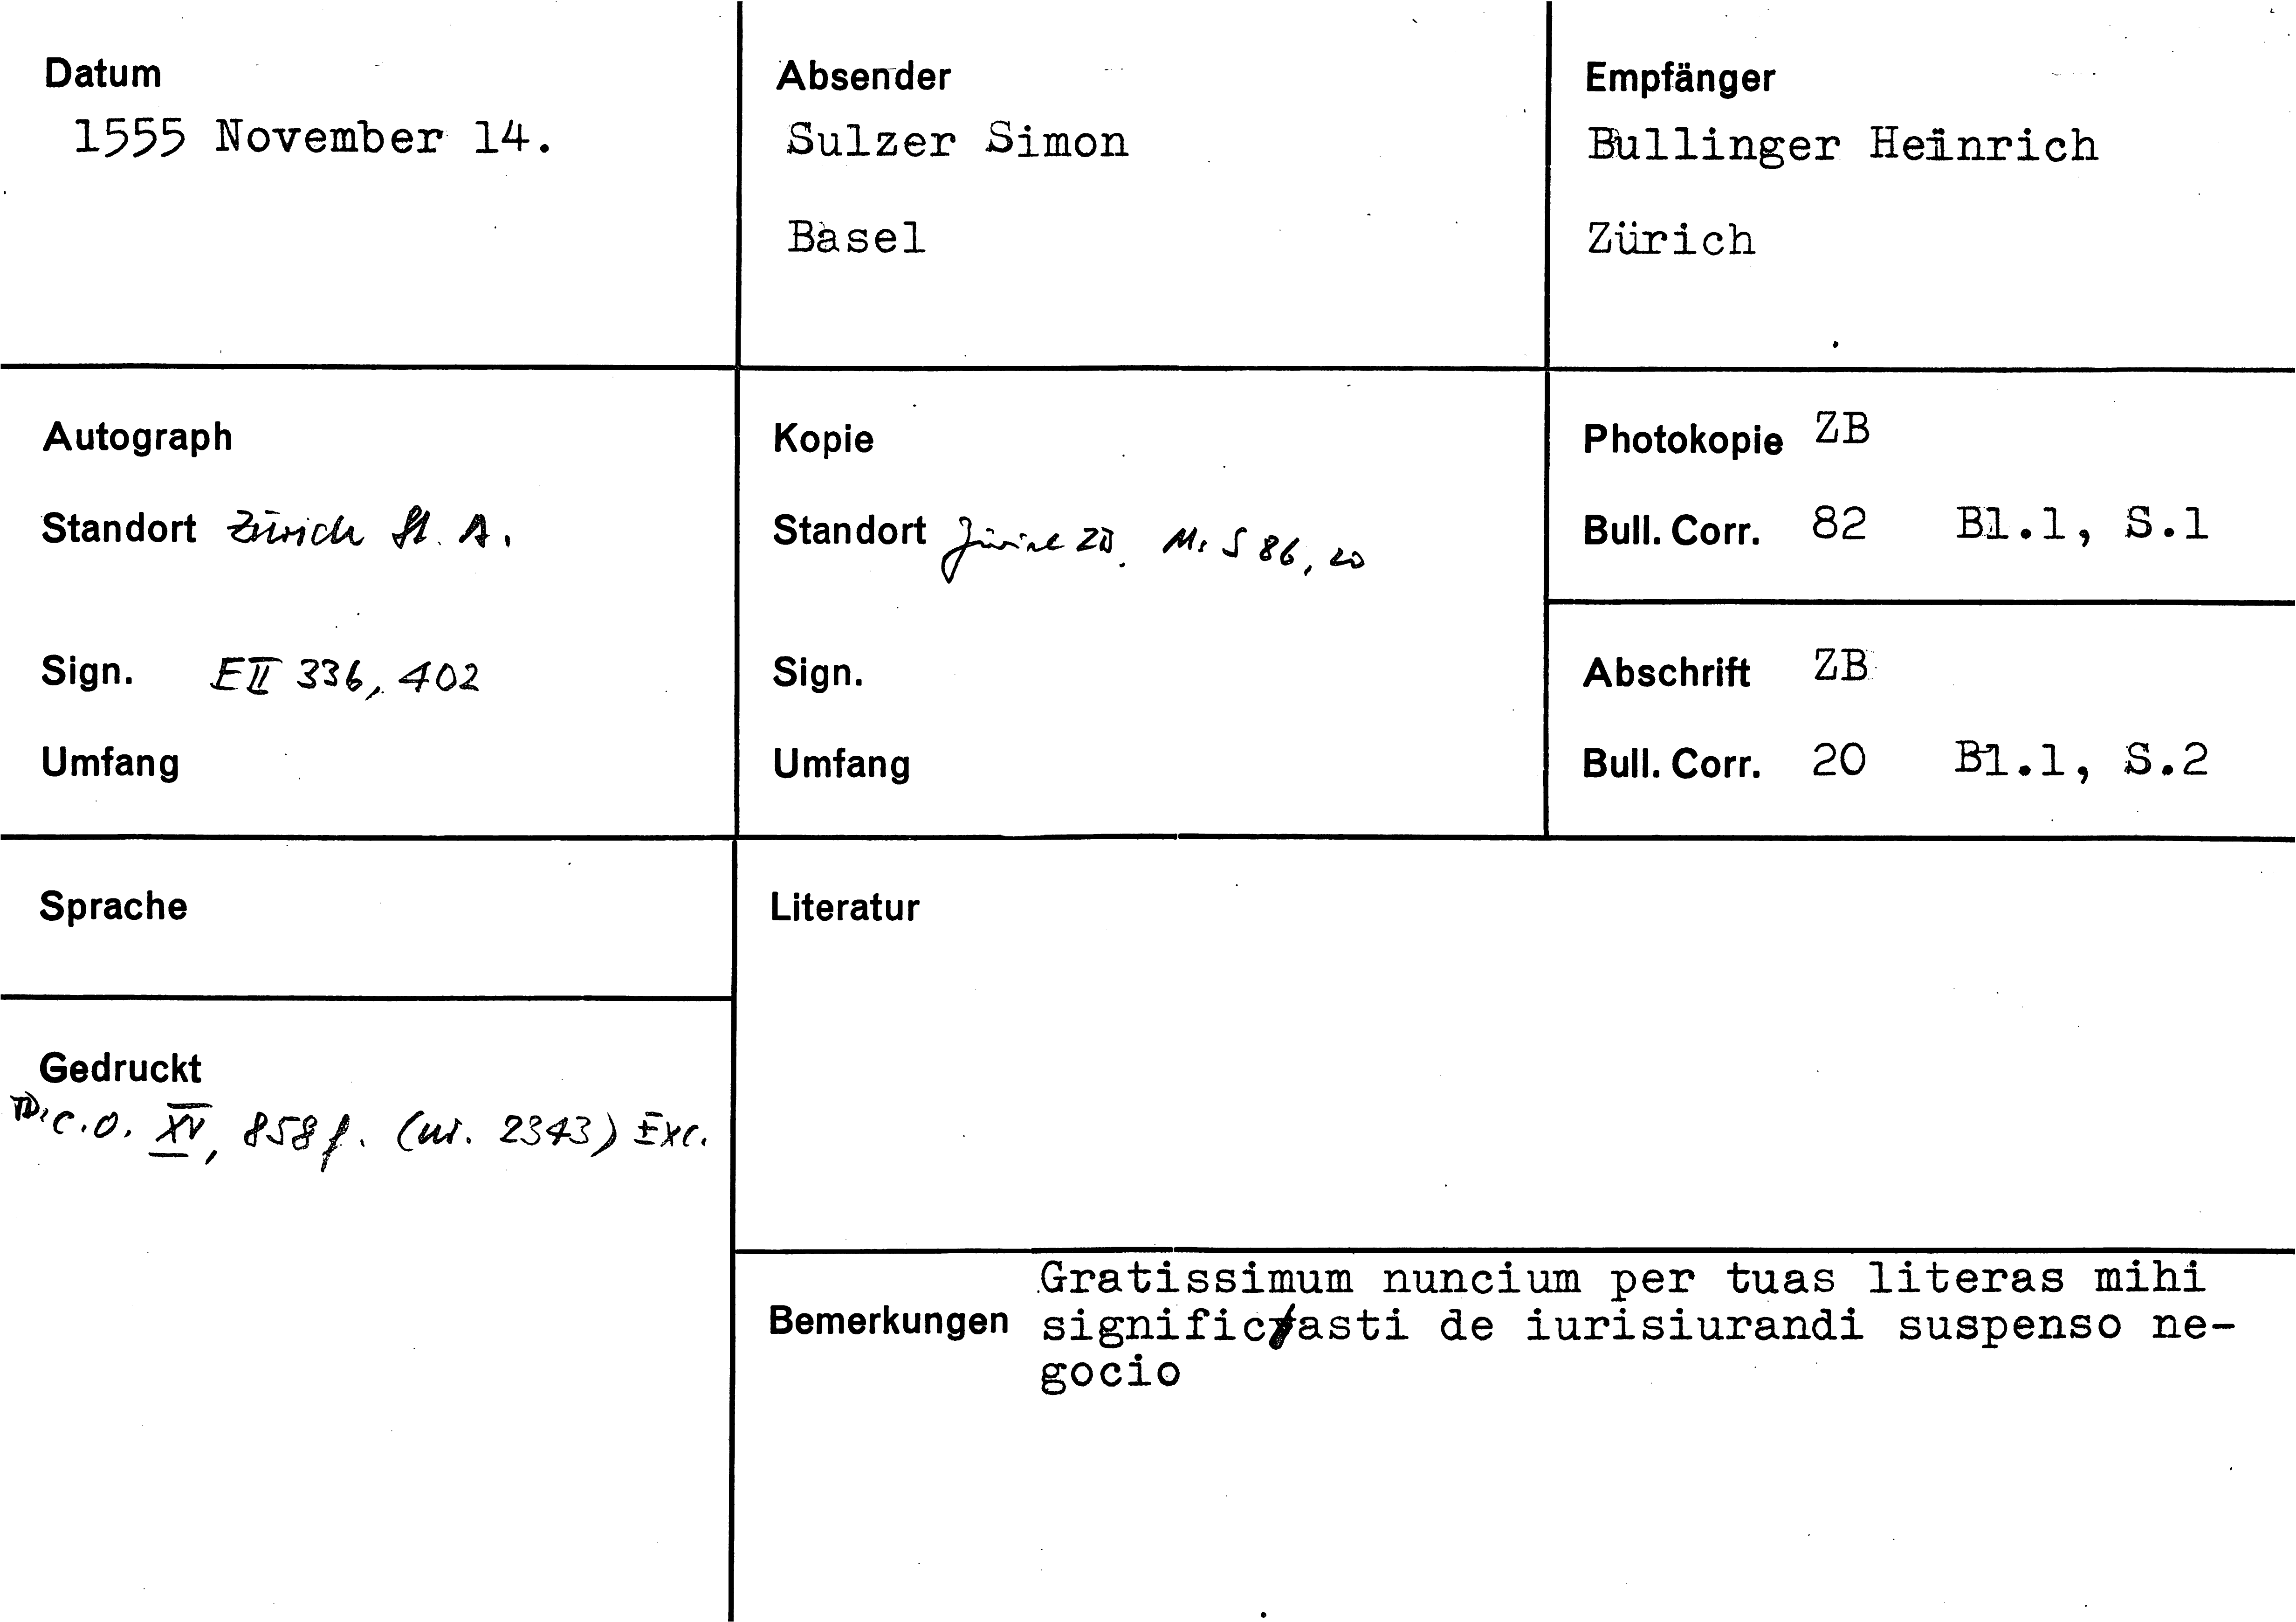 Datum
1555 November 14.
Absender
Sulzer Simon
Basel
Empfänger
Bullinger Heinrich
Zürich
Autograph
Standort Zürich St. A.
Sign. E II 336, 402
Umfang
Kopie
Standort Zürich ZB. Ms S 86, 20
Sign.
Umfang
Photokopie ZB
Bull. Corr. 82 Bl.1, S.1
Abschrift ZB
Bull. Corr. 20 Bl.1, S.2
Sprache
Gedruckt
C.O. XV, 858 f. (nr. 2343) Exc.
Literatur
Bemerkungen
Gratissimum nuncium per tuas literas mihi
significasti de iurisiurandi suspenso ne-
gocio